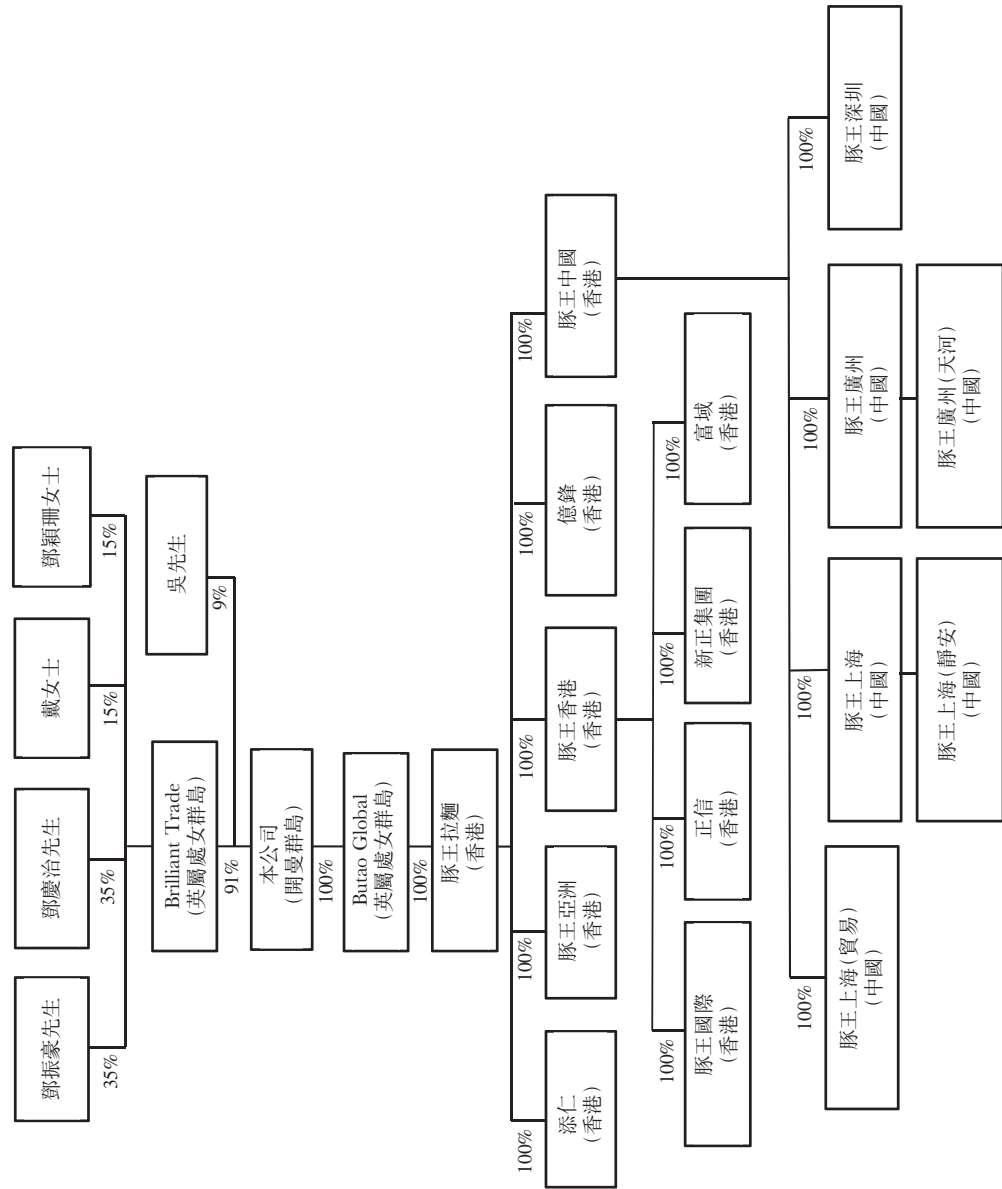 鄧振豪先生
鄧慶治先生
戴女士
鄧穎珊女士
35%
35%
15%
15%
Brilliant Trade
(英屬處女群島)
吳先生
91%
9%
本公司
(開曼群島)
100%
Butao Global
(英屬處女群島)
100%
豚王拉麵
(香港)
100%
100%
100%
100%
100%
添仁
(香港)
豚王亞洲
(香港)
豚王香港
(香港)
億鋒
(香港)
豚王中國
(香港)
100%
100%
100%
100%
豚王國際
(香港)
正信
(香港)
新正集團
(香港)
富域
(香港)
100%
100%
100%
100%
豚王上海(貿易)
(中國)
豚王上海
(中國)
豚王廣州
(中國)
豚王深圳
(中國)
豚王上海(靜安)
(中國)
豚王廣州(天河)
(中國)